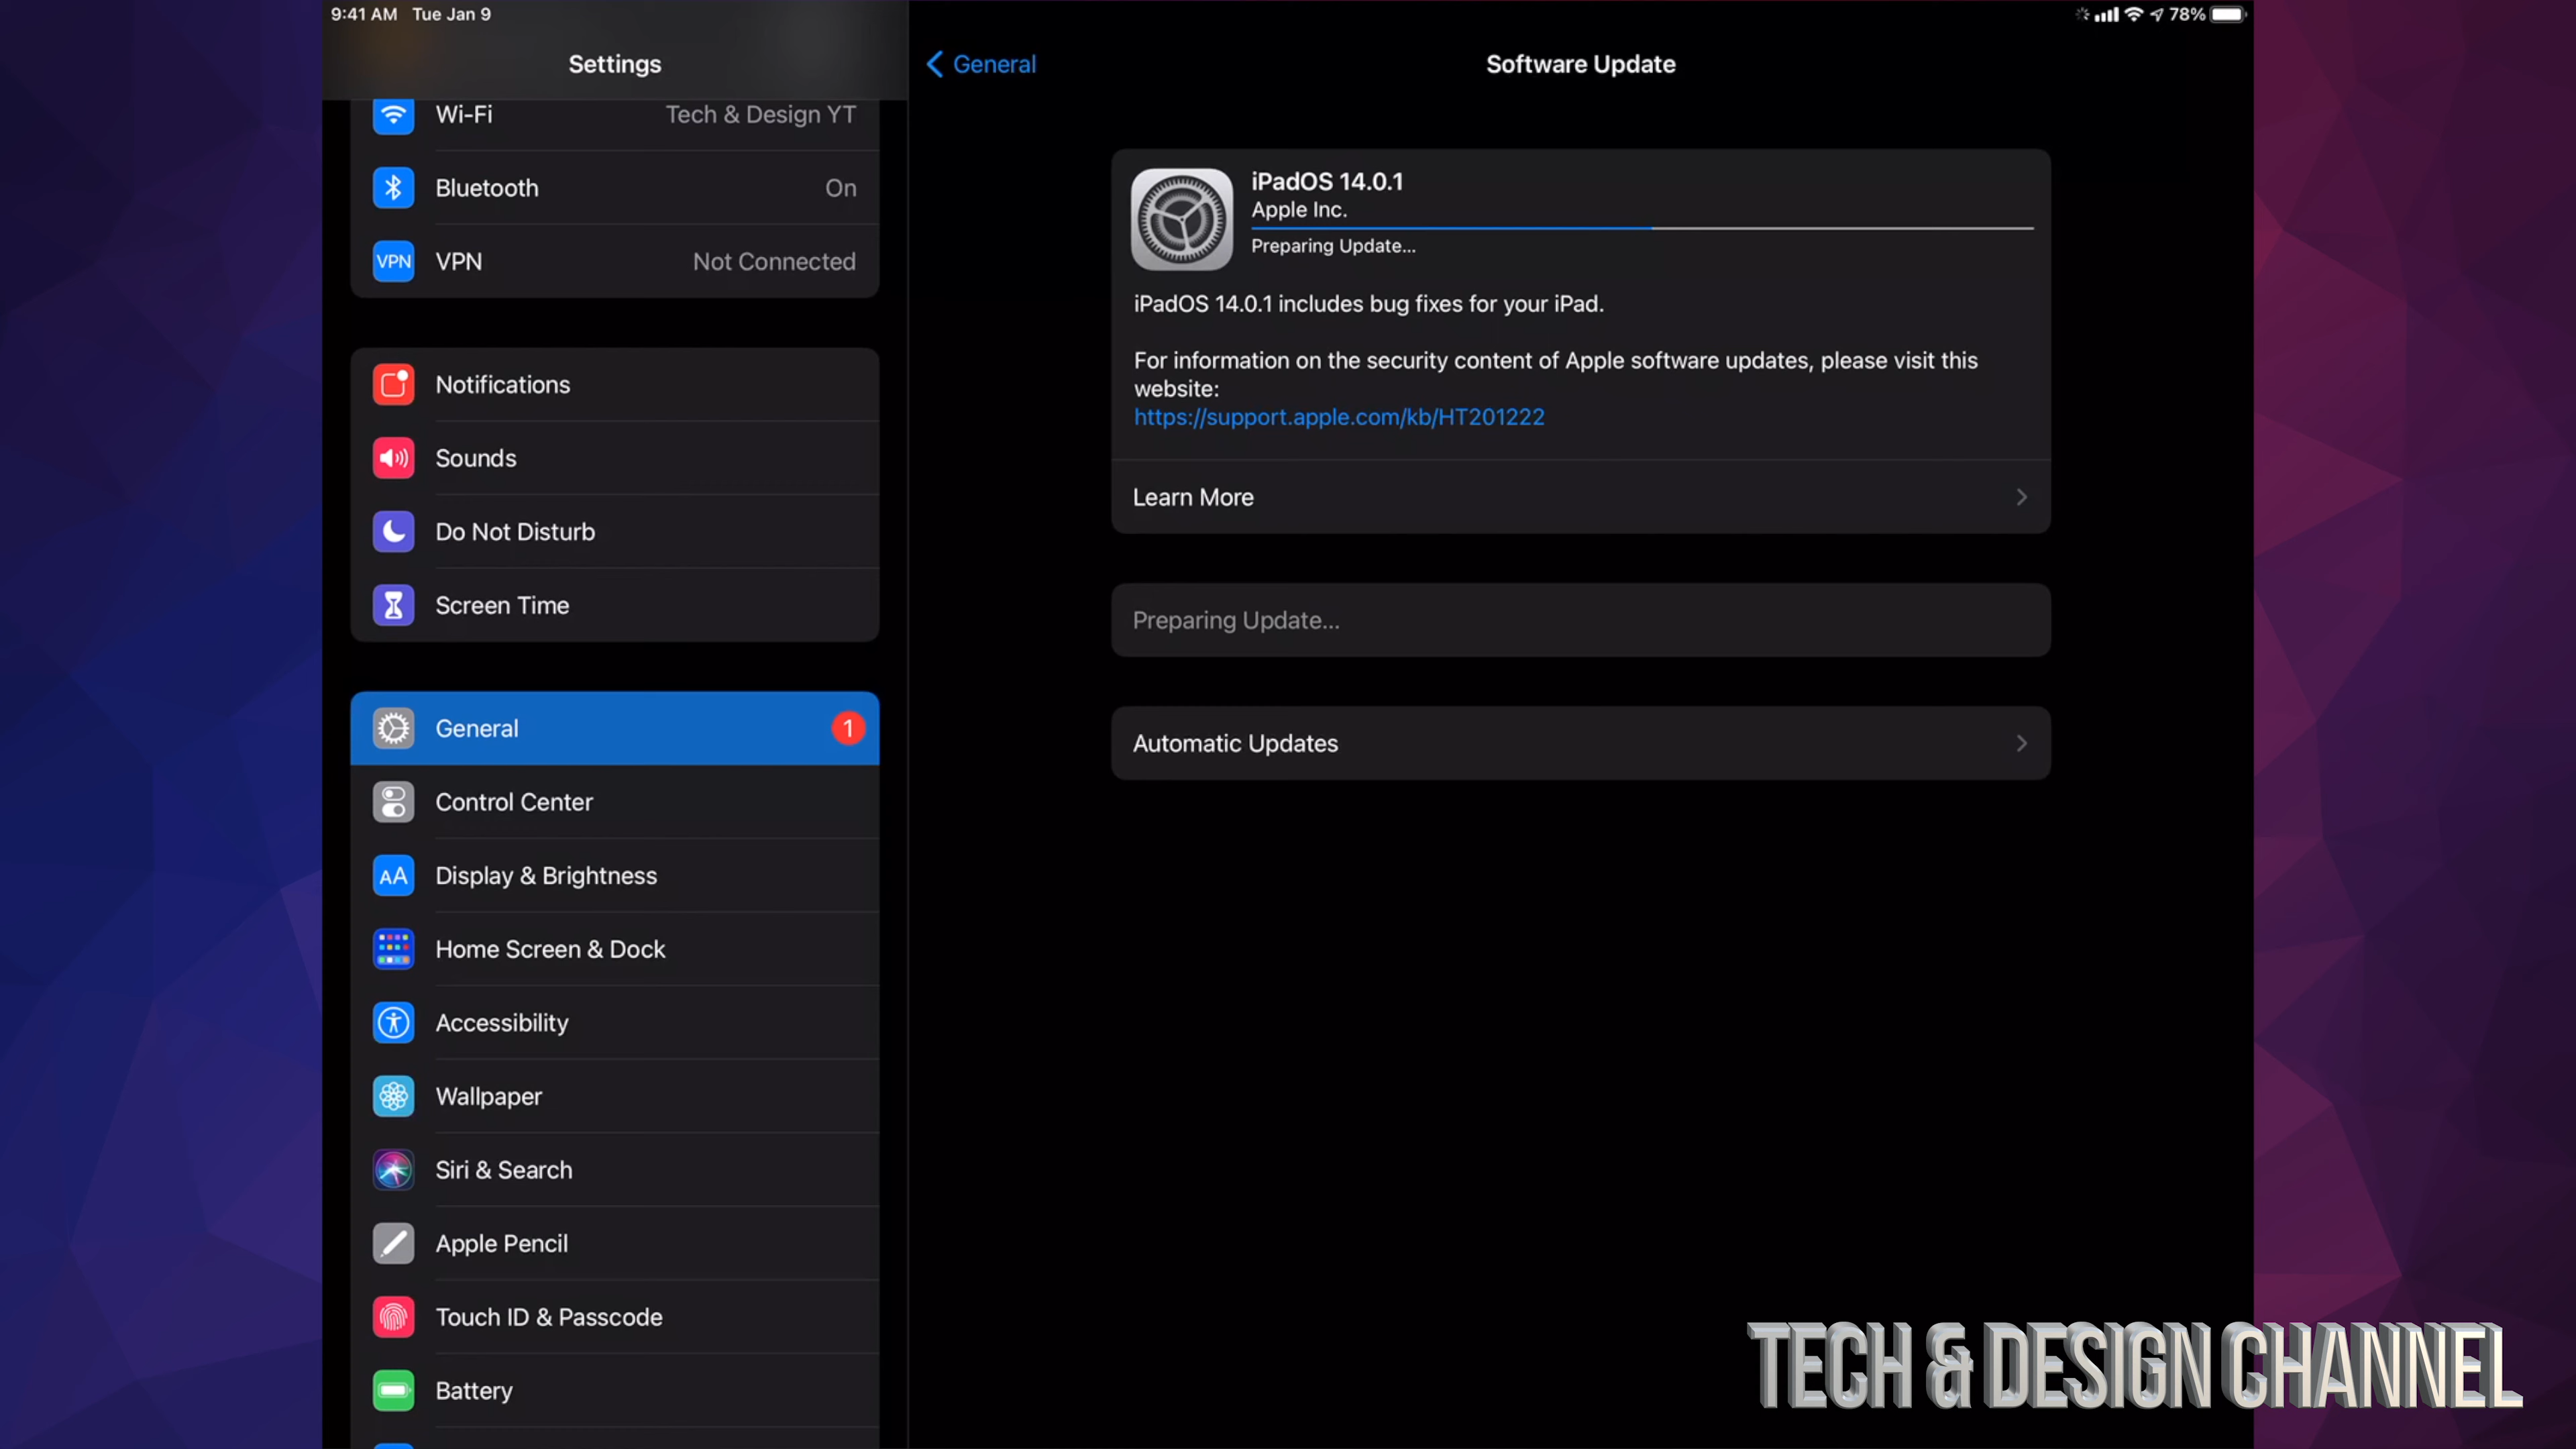 9:41 AM Tue Jan 9
78%
Settings
Wi-Fi Tech & Design YT
Bluetooth On
VPN VPN Not Connected
Notifications
Sounds
Do Not Disturb
Screen Time
General 1
Control Center
AA Display & Brightness
Home Screen & Dock
Accessibility
Wallpaper
Siri & Search
Apple Pencil
Touch ID & Passcode
Battery
General
Software Update
iPadOS 14.0.1
Apple Inc.
Preparing Update...
iPadOS 14.0.1 includes bug fixes for your iPad.
For information on the security content of Apple software updates, please visit this
website:
https://support.apple.com/kb/HT201222
Learn More
Preparing Update...
Automatic Updates
TECH & DESIGN CHANNEL